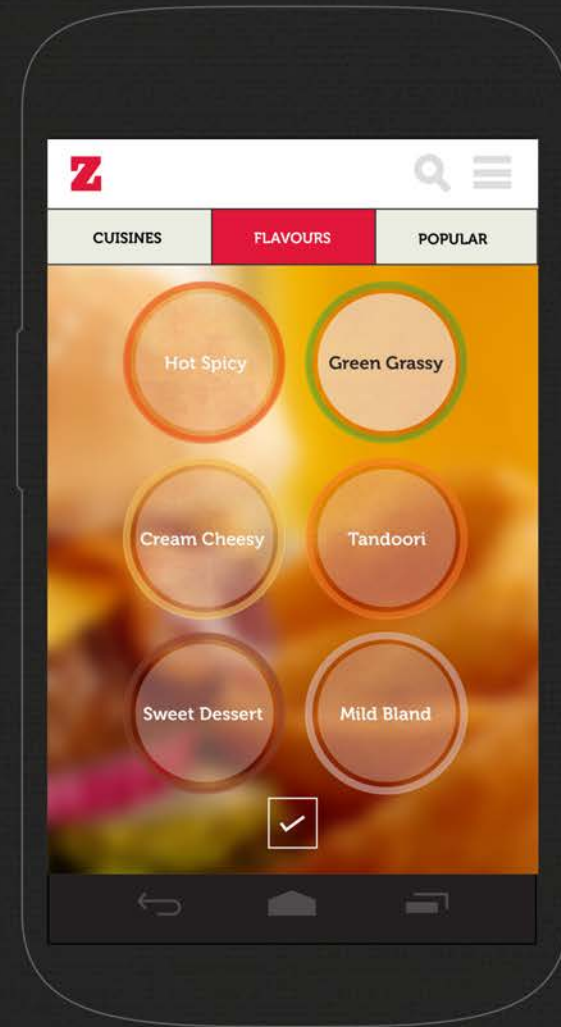 Z
CUISINES
FLAVOURS
POPULAR
Hot Spicy
Green Grassy
Cream Cheesy
Tandoori
Sweet Dessert
Mild Bland